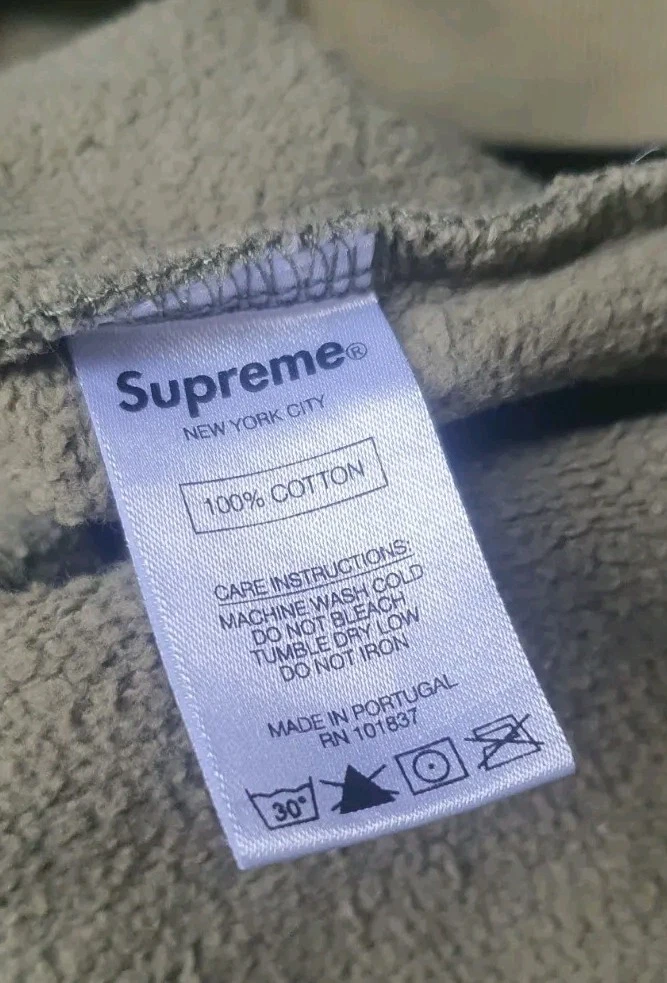 Supreme®
NEW YORK CITY
100% COTTON
CARE INSTRUCTIONS:
MACHINE WASH COLD
DO NOT BLEACH
TUMBLE DRY LOW
DO NOT IRON
MADE IN PORTUGAL
RN 101837
30°